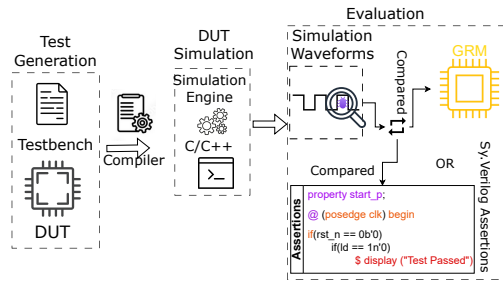 Evaluation
Test
Generation
DUT
Simulation
Simulation
Waveforms
GRM
Simulation
Engine
Compared
Testbench
C/C++
Compiler
DUT
Compared
OR
Sy.Verilog Assertions
Assertions
property start_p;
@ (posedge clk) begin
if(rst_n == 0b'0)
if(ld == 1n'0)
$ display ("Test Passed")